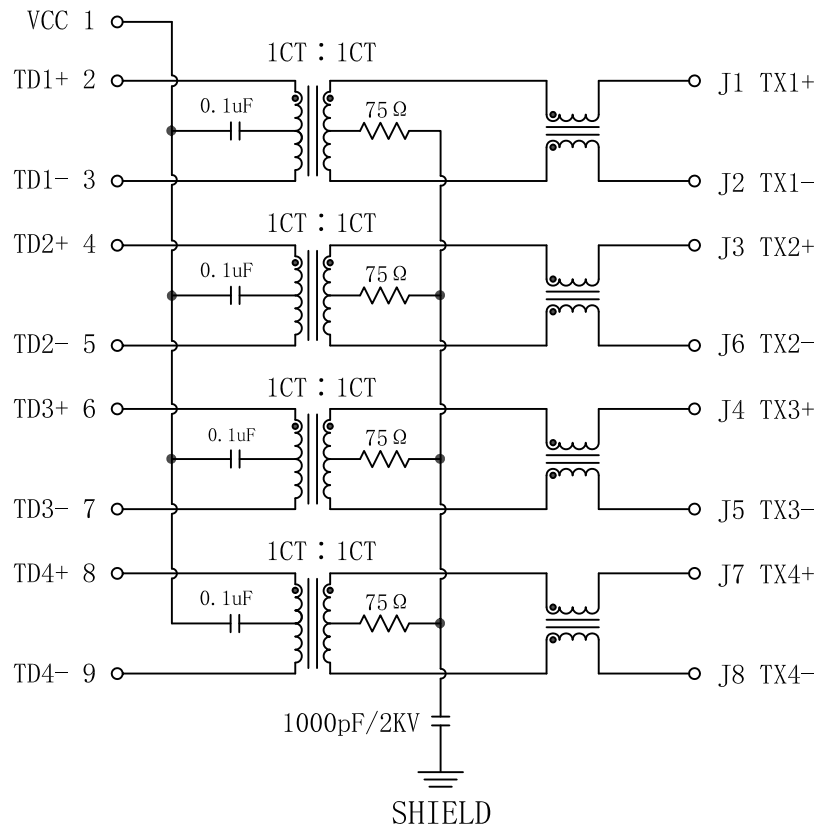 VCC 1
1CT : 1CT
TD1+ 2
J1 TX1+
0.1uF
75Ω
TD1- 3
J2 TX1-
1CT : 1CT
TD2+ 4
J3 TX2+
0.1uF
75Ω
TD2- 5
J6 TX2-
1CT : 1CT
TD3+ 6
J4 TX3+
0.1uF
75Ω
TD3- 7
J5 TX3-
1CT : 1CT
TD4+ 8
J7 TX4+
0.1uF
75Ω
TD4- 9
J8 TX4-
1000pF/2KV
SHIELD